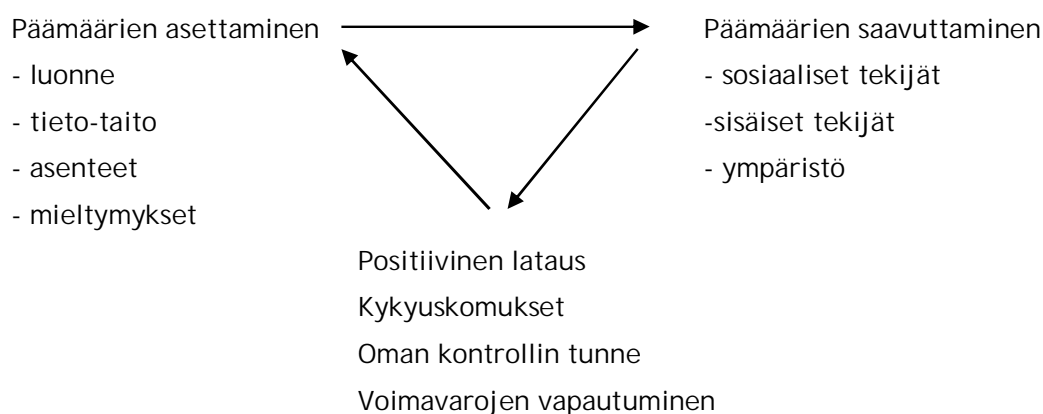 Päämäärien asettaminen
- luonne
- tieto-taito
- asenteet
- mieltymykset
Päämäärien saavuttaminen
- sosiaaliset tekijät
-sisäiset tekijät
- ympäristö
Positiivinen lataus
Kykyuskomukset
Oman kontrollin tunne
Voimavarojen vapautuminen